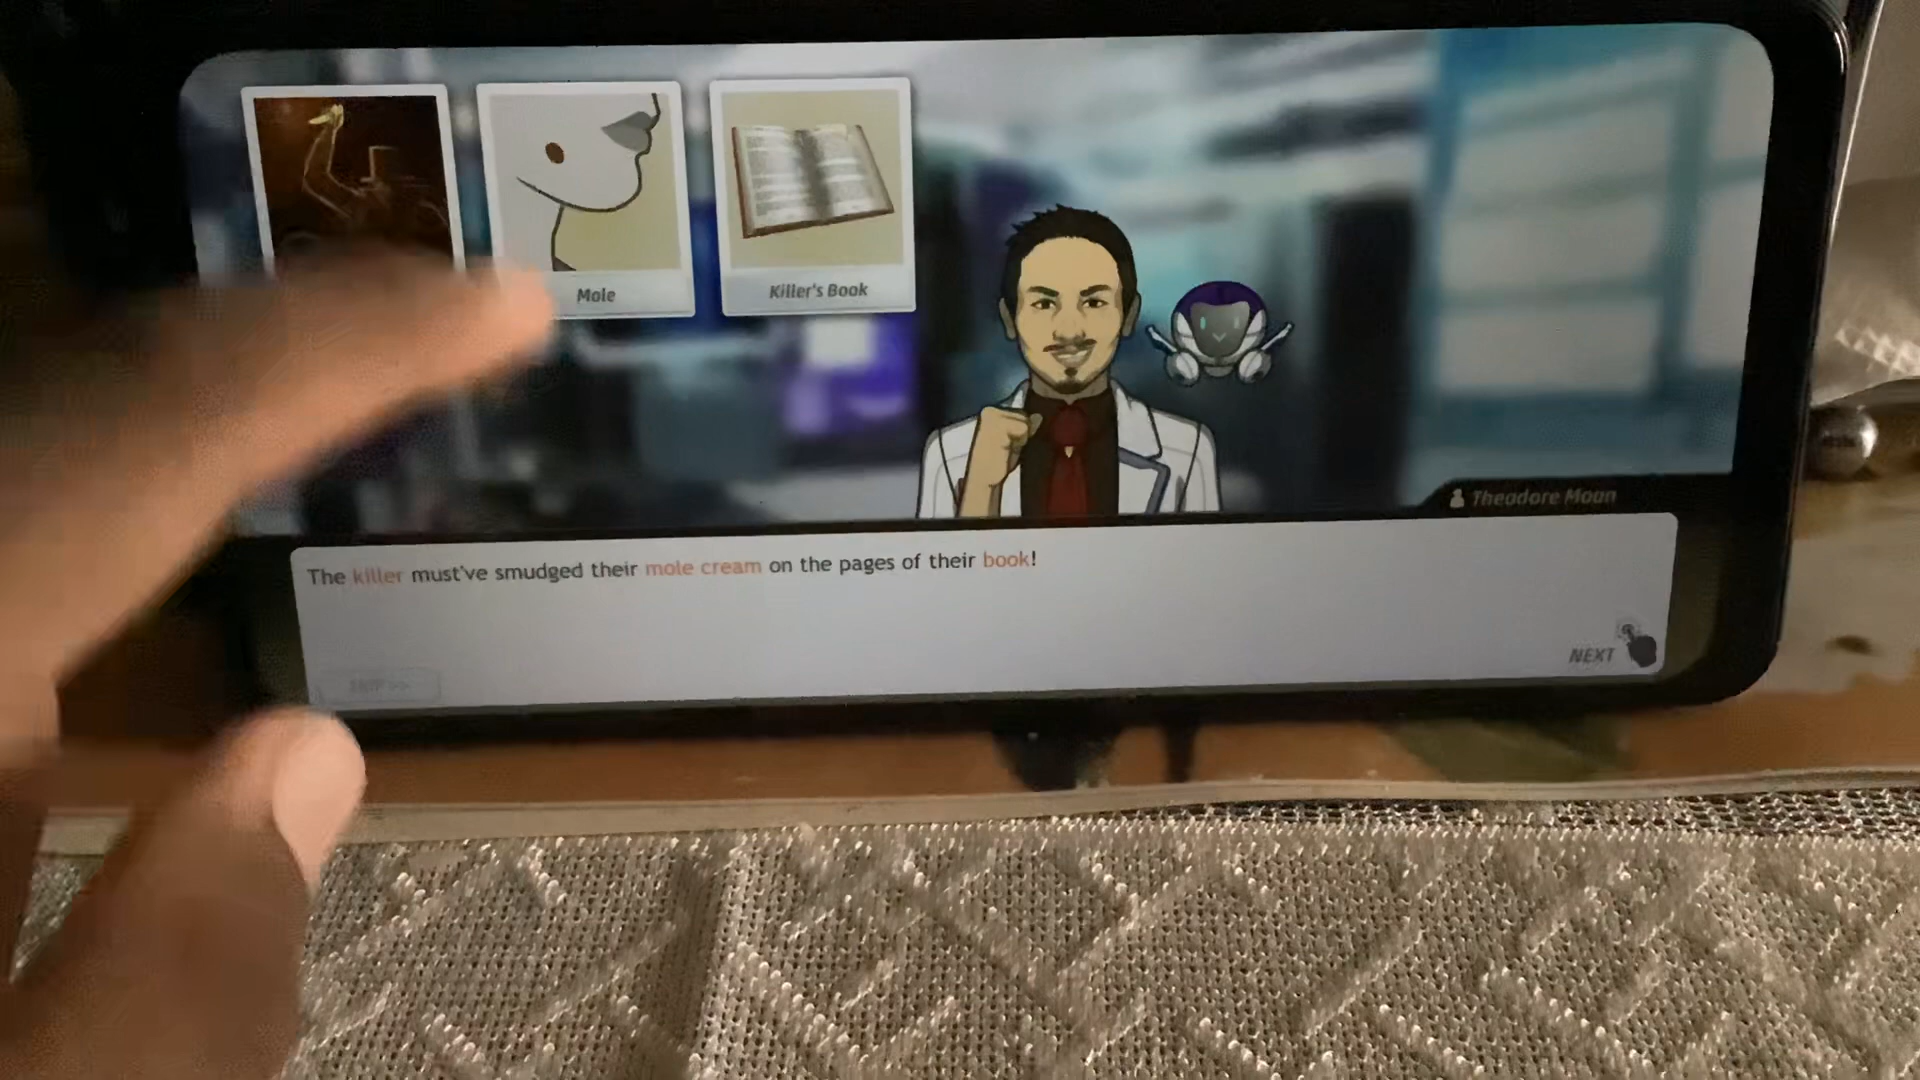 Mole
Killer's Book
Theodore Moon
The killer must've smudged their mole cream on the pages of their book!
NEXT
SKIP >>